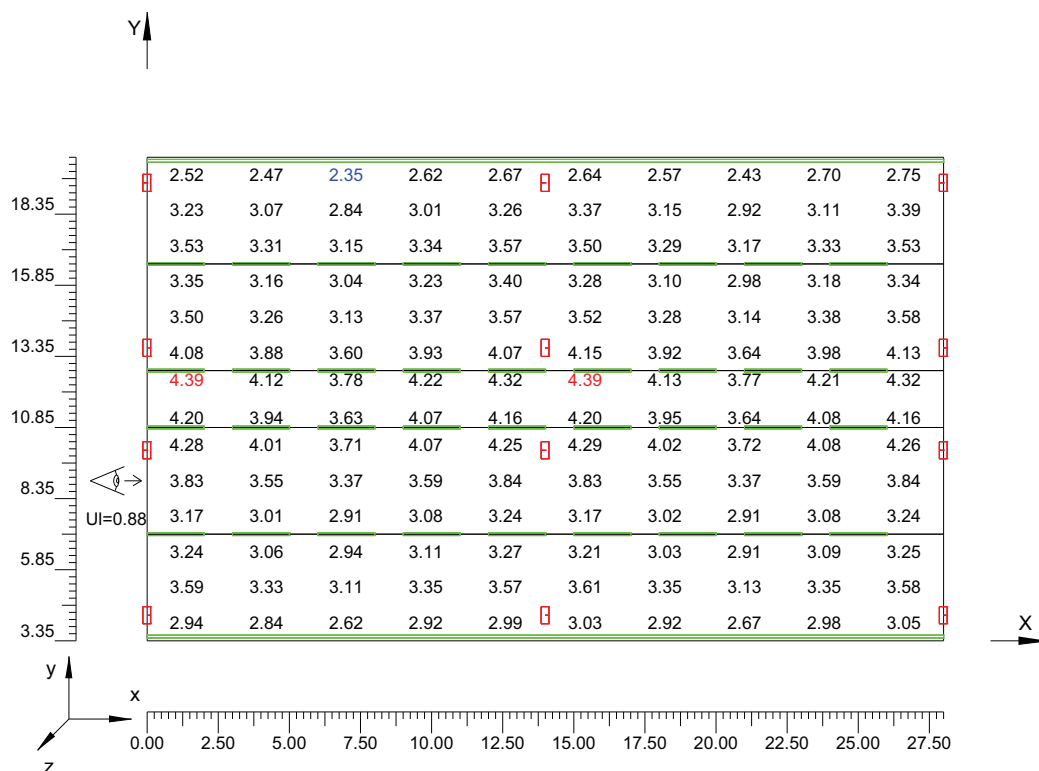 Y
2.52 2.47 2.35 2.62 2.67 2.64 2.57 2.43 2.70 2.75
18.35 3.23 3.07 2.84 3.01 3.26 3.37 3.15 2.92 3.11 3.39
3.53 3.31 3.15 3.34 3.57 3.50 3.29 3.17 3.33 3.53
15.85 3.35 3.16 3.04 3.23 3.40 3.28 3.10 2.98 3.18 3.34
3.50 3.26 3.13 3.37 3.57 3.52 3.28 3.14 3.38 3.58
13.35 4.08 3.88 3.60 3.93 4.07 4.15 3.92 3.64 3.98 4.13
4.39 4.12 3.78 4.22 4.32 4.39 4.13 3.77 4.21 4.32
10.85 4.20 3.94 3.63 4.07 4.16 4.20 3.95 3.64 4.08 4.16
4.28 4.01 3.71 4.07 4.25 4.29 4.02 3.72 4.08 4.26
8.35 3.83 3.55 3.37 3.59 3.84 3.83 3.55 3.37 3.59 3.84
UI=0.88 3.17 3.01 2.91 3.08 3.24 3.17 3.02 2.91 3.08 3.24
5.85 3.24 3.06 2.94 3.11 3.27 3.21 3.03 2.91 3.09 3.25
3.59 3.33 3.11 3.35 3.57 3.61 3.35 3.13 3.35 3.58
3.35 2.94 2.84 2.62 2.92 2.99 3.03 2.92 2.67 2.98 3.05
X
y
x
z
0.00 2.50 5.00 7.50 10.00 12.50 15.00 17.50 20.00 22.50 25.00 27.50